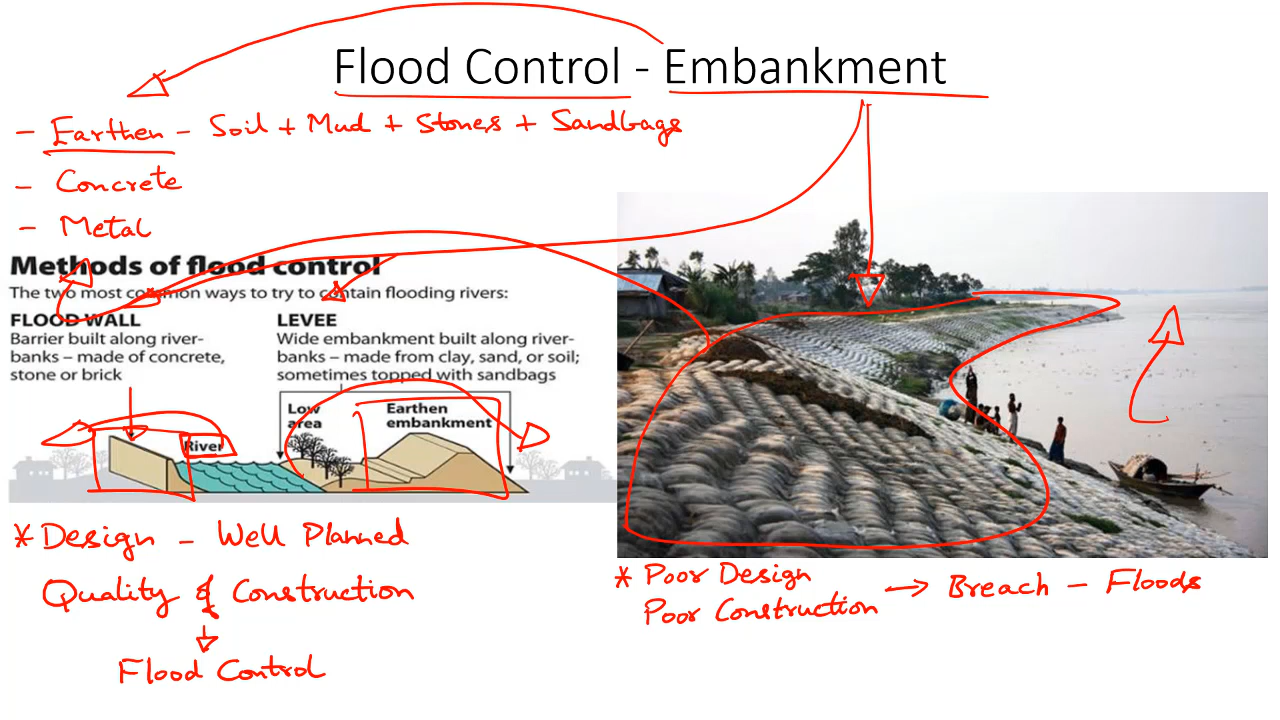 Flood Control - Embankment
- Earthen - Soil + Mud + Stones + Sandbags
- Concrete
- Metal
Methods of flood control
The two most common ways to try to contain flooding rivers:
FLOOD WALL
Barrier built along river-
banks – made of concrete,
stone or brick
LEVEE
Wide embankment built along river-
banks – made from clay, sand, or soil;
sometimes topped with sandbags
Low
area
Earthen
embankment
River
* Design - Well Planned
Quality & Construction
Flood Control
* Poor Design
Poor Construction
→ Breach - Floods